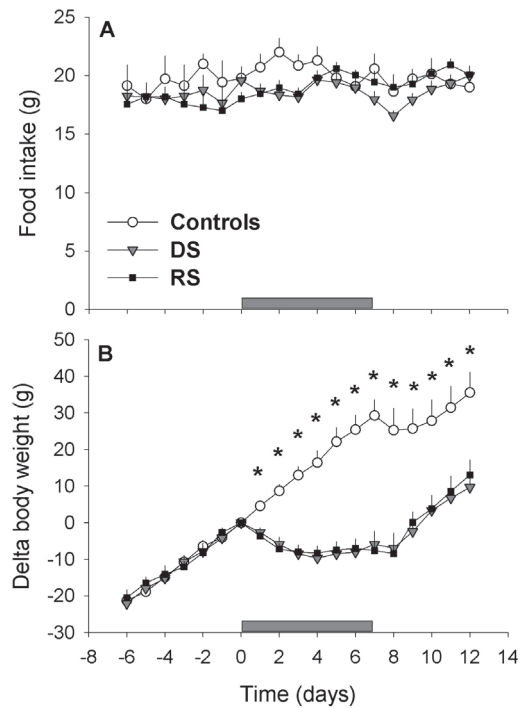 A
25
20
15
10
5
0
Food intake (g)
Controls
DS
RS
B
50
40
30
20
10
0
-10
-20
-30
Delta body weight (g)
* * * * * * * * * * * *
-8 -6 -4 -2 0 2 4 6 8 10 12 14
Time (days)